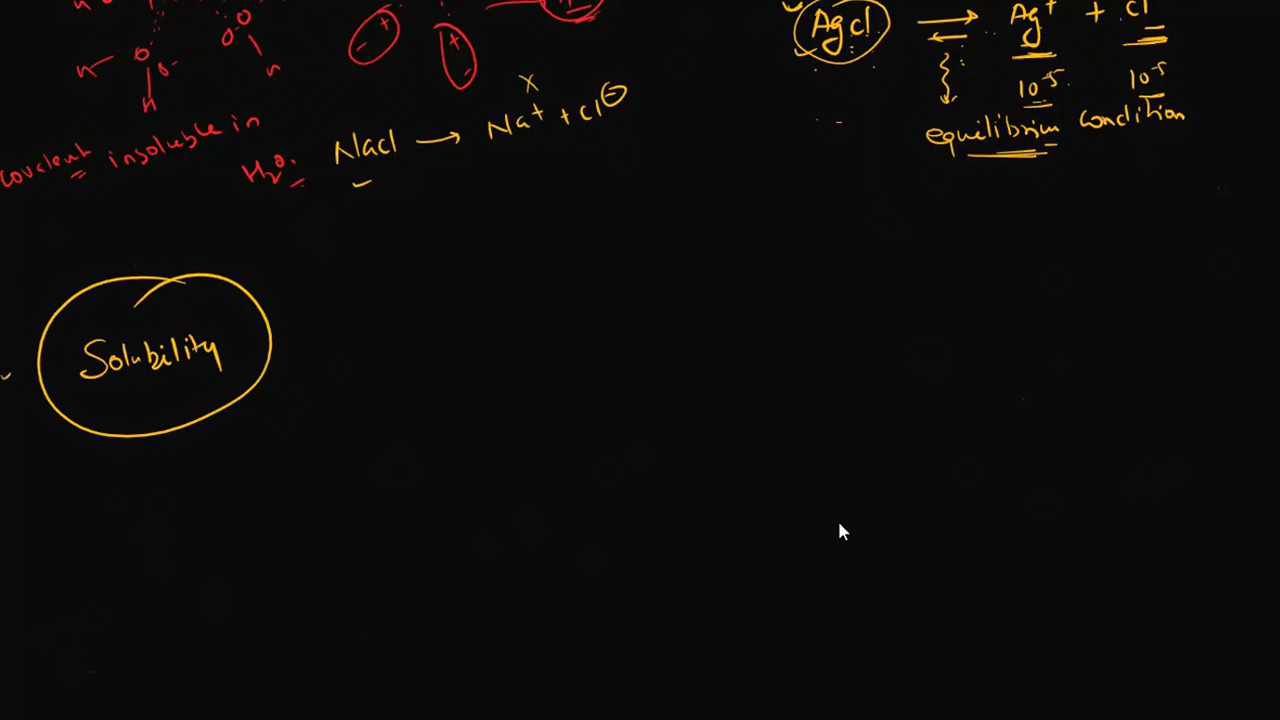 AgCl ⇌ Ag⁺ + Cl⁻
10⁻⁵ 10⁻⁵
equilibrium condition
covalent insoluble in
H₂O.
NaCl → Na⁺ + Cl⊖
Solubility